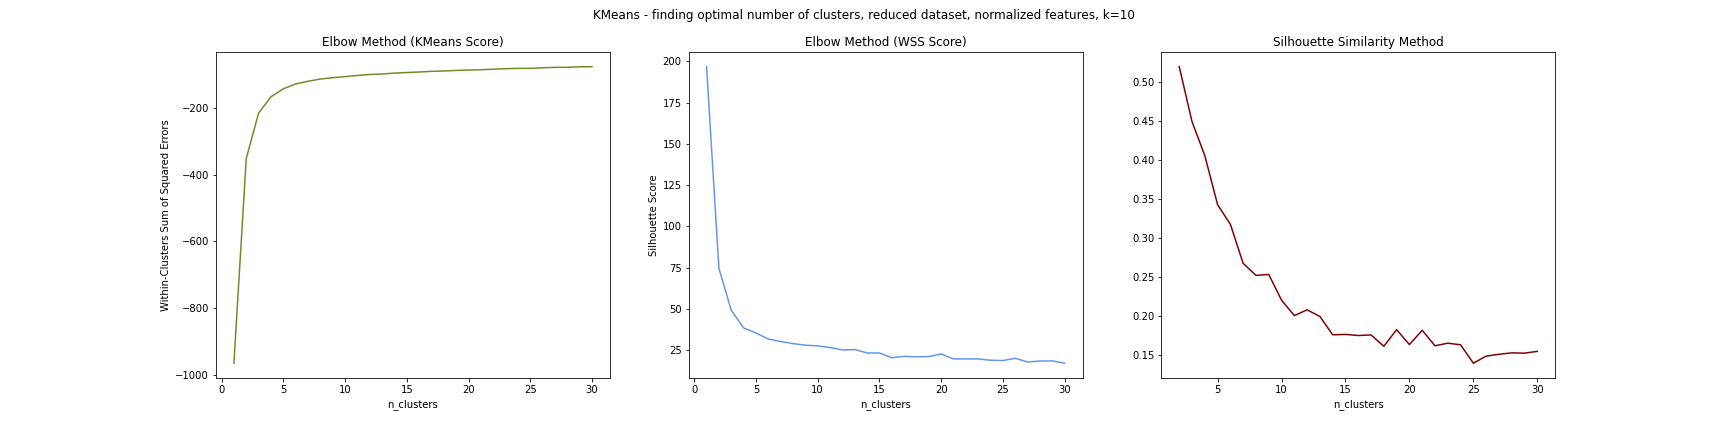 KMeans - finding optimal number of clusters, reduced dataset, normalized features, k=10
Elbow Method (KMeans Score)
Within-Clusters Sum of Squared Errors
−200
−400
−600
−800
−1000
0 5 10 15 20 25 30
n_clusters
Elbow Method (WSS Score)
Silhouette Score
200
175
150
125
100
75
50
25
0 5 10 15 20 25 30
n_clusters
Silhouette Similarity Method
0.50
0.45
0.40
0.35
0.30
0.25
0.20
0.15
5 10 15 20 25 30
n_clusters